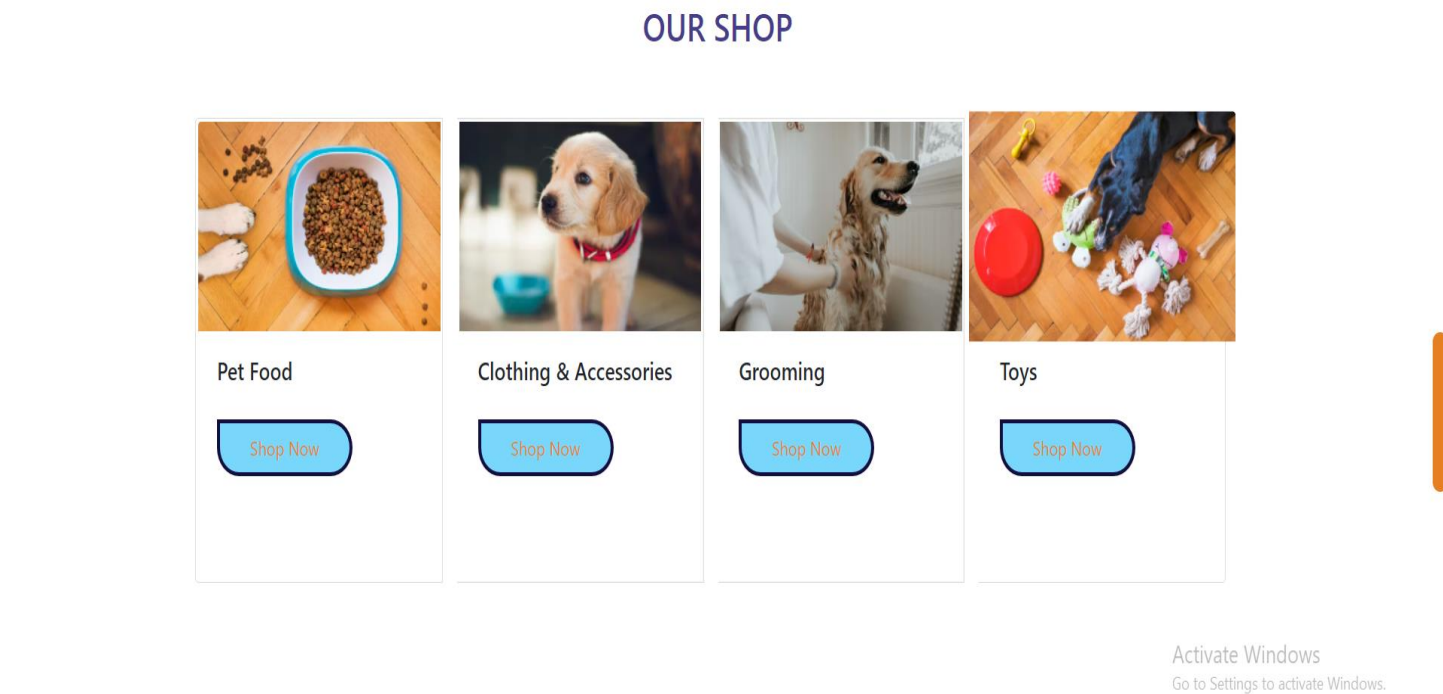 OUR SHOP
Pet Food
Clothing & Accessories
Grooming
Toys
Shop Now
Shop Now
Shop Now
Shop Now
Activate Windows
Go to Settings to activate Windows.